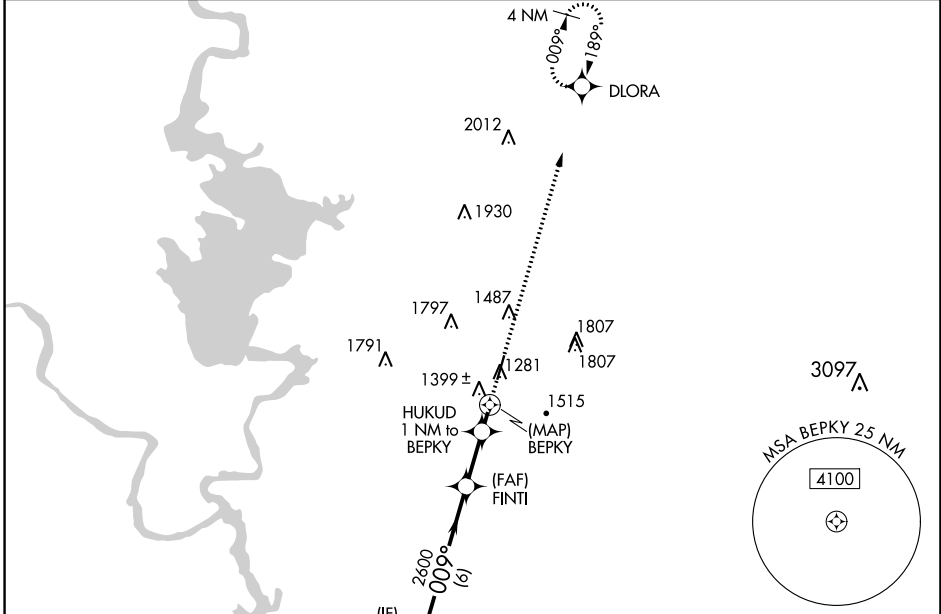 4 NM
009°
189°
DLORA
2012
1930
1487
1797
1807
1807
1791
1281
3097
1399 ±
1515
HUKUD
1 NM to
BEPKY
(MAP)
BEPKY
MSA BEPKY 25 NM
4100
(FAF)
FINTI
2600
009°
(6)
(IF)